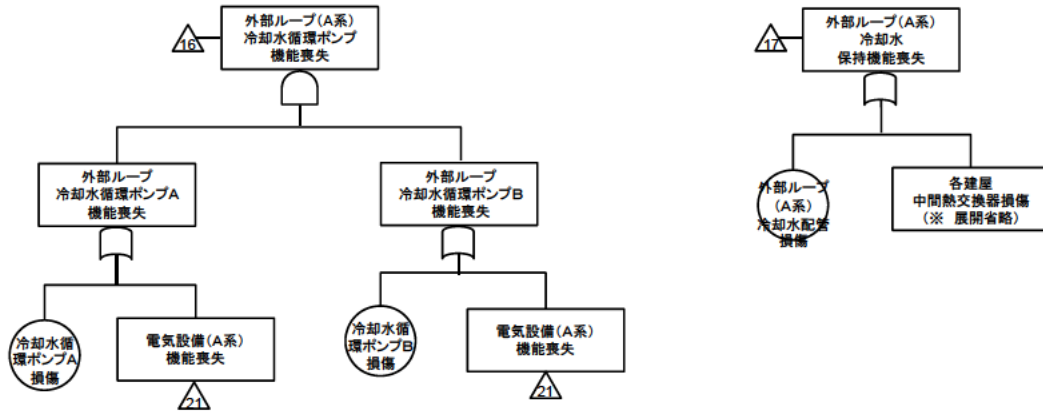 16
外部ループ(A系)
冷却水循環ポンプ
機能喪失
外部ループ
冷却水循環ポンプA
機能喪失
外部ループ
冷却水循環ポンプB
機能喪失
冷却水循
環ポンプA
損傷
電気設備(A系)
機能喪失
21
冷却水循
環ポンプB
損傷
電気設備(A系)
機能喪失
21
17
外部ループ(A系)
冷却水
保持機能喪失
外部ループ
(A系)
冷却水配管
損傷
各建屋
中間熱交換器損傷
(※ 展開省略)